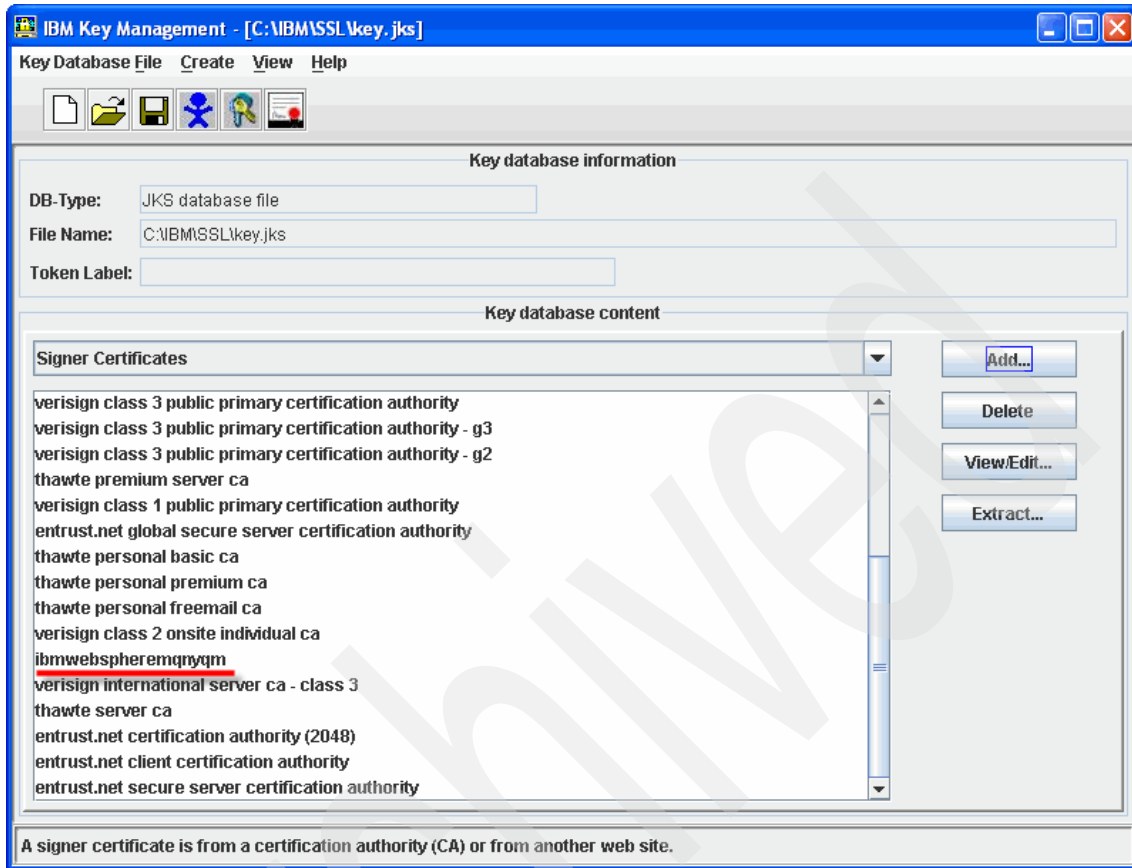 IBM Key Management - [C:\IBM\SSL\key.jks]
Key Database File Create View Help
Key database information
DB-Type: JKS database file
File Name: C:\IBM\SSL\key.jks
Token Label:
Key database content
Signer Certificates
Add...
verisign class 3 public primary certification authority
verisign class 3 public primary certification authority - g3
Delete
verisign class 3 public primary certification authority - g2
View/Edit...
thawte premium server ca
verisign class 1 public primary certification authority
Extract...
entrust.net global secure server certification authority
thawte personal basic ca
thawte personal premium ca
thawte personal freemail ca
verisign class 2 onsite individual ca
ibmwebspheremqnyqm
verisign international server ca - class 3
thawte server ca
entrust.net certification authority (2048)
entrust.net client certification authority
entrust.net secure server certification authority
A signer certificate is from a certification authority (CA) or from another web site.